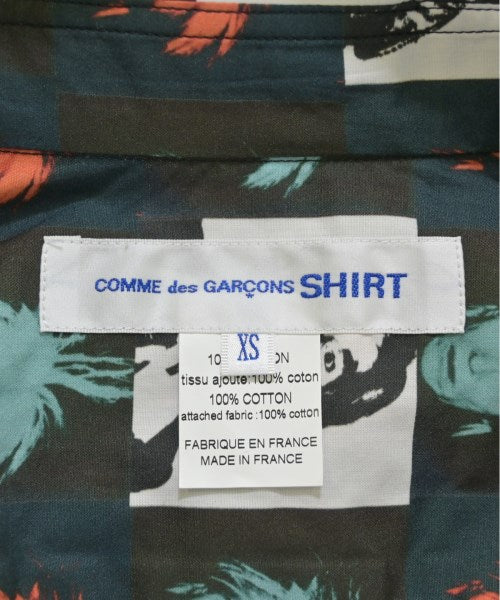 COMME des GARÇONS SHIRT
XS
tissu ajoute:100% coton
100% COTTON
attached fabric :100% cotton
FABRIQUE EN FRANCE
MADE IN FRANCE